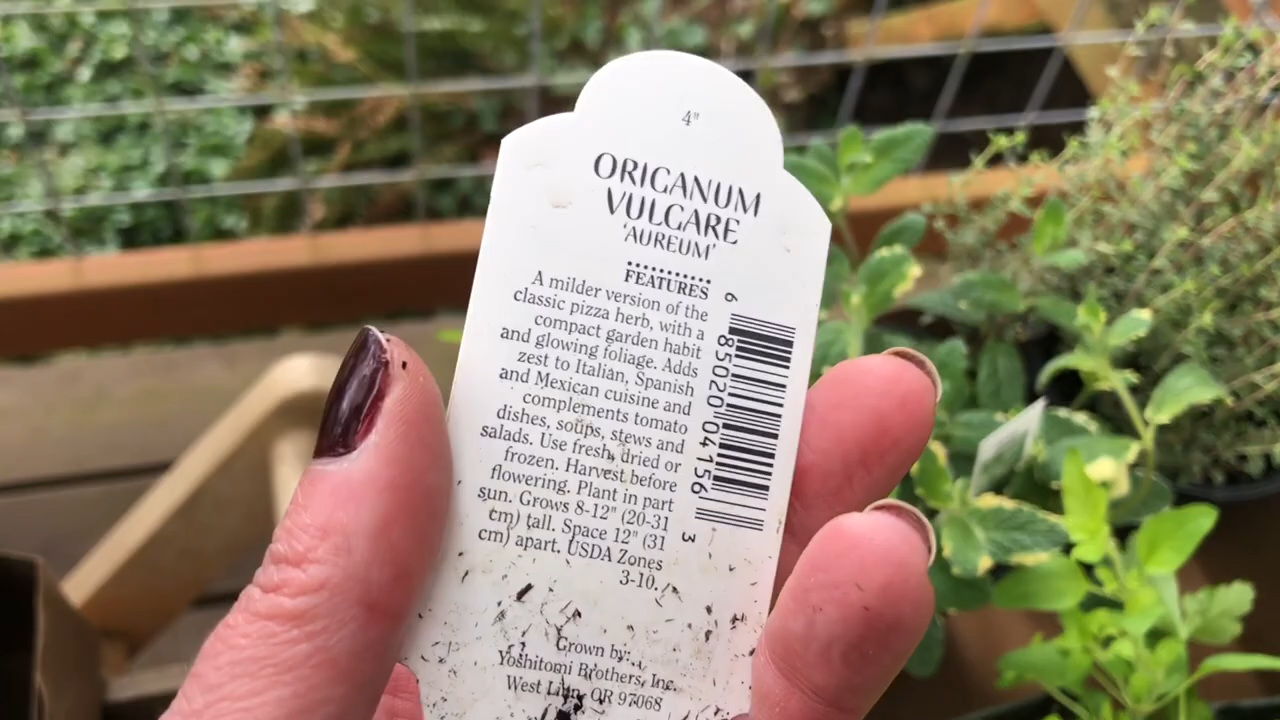 4"
ORIGANUM
VULGARE
'AUREUM'
FEATURES
A milder version of the
classic pizza herb, with a
compact garden habit
and glowing foliage. Adds
zest to Italian, Spanish
and Mexican cuisine and
complements tomato
dishes, soups, stews and
salads. Use fresh, dried or
frozen. Harvest before
flowering. Plant in part
sun. Grows 8-12" (20-31
cm) tall. Space 12" (31
cm) apart. USDA Zones
3-10.
6 85020 04156 3
Grown by:
Yoshitomi Brothers, Inc.
West Linn, OR 97068